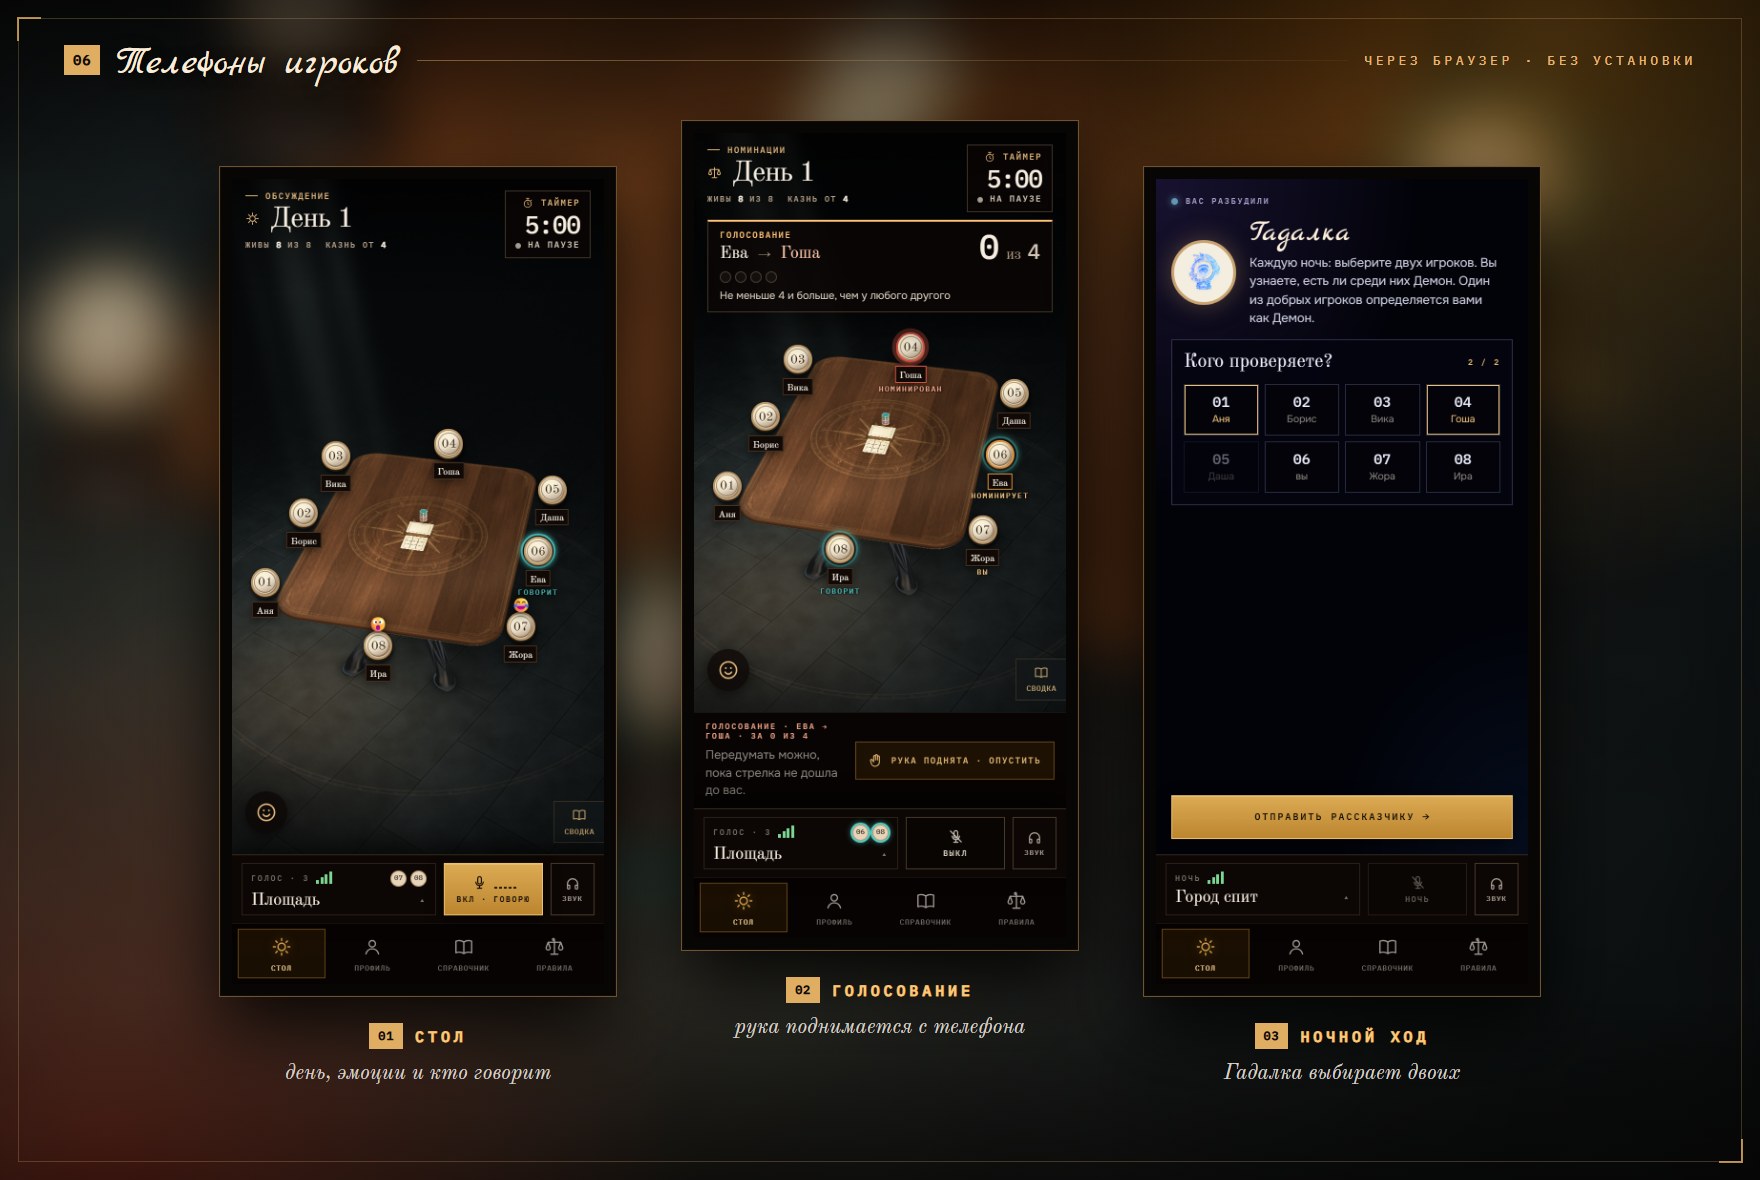 06 Телефоны игроков
ЧЕРЕЗ БРАУЗЕР · БЕЗ УСТАНОВКИ
— ОБСУЖДЕНИЕ
День 1
ЖИВЫ 8 ИЗ 8 КАЗНЬ ОТ 4
ТАЙМЕР
5:00
НА ПАУЗЕ
03
Вика
04
Гоша
02
Борис
05
Даша
06
Ева
ГОВОРИТ
01
Аня
07
Жора
08
Ира
СВОДКА
ГОЛОС · 3
07 08
Площадь
ВКЛ · ГОВОРЮ
ЗВУК
СТОЛ
ПРОФИЛЬ
СПРАВОЧНИК
ПРАВИЛА
01 СТОЛ
день, эмоции и кто говорит
— НОМИНАЦИИ
День 1
ЖИВЫ 8 ИЗ 8 КАЗНЬ ОТ 4
ТАЙМЕР
5:00
НА ПАУЗЕ
ГОЛОСОВАНИЕ
Ева → Гоша
0 из 4
Не меньше 4 и больше, чем у любого другого
04
Гоша
НОМИНИРОВАН
03
Вика
05
Даша
02
Борис
06
Ева
НОМИНИРУЕТ
01
Аня
07
Жора
ВЫ
08
Ира
ГОВОРИТ
СВОДКА
ГОЛОСОВАНИЕ · ЕВА →
ГОША · ЗА 0 ИЗ 4
Передумать можно,
пока стрелка не дошла
до вас.
РУКА ПОДНЯТА · ОПУСТИТЬ
ГОЛОС · 3
06 08
Площадь
ВЫКЛ
ЗВУК
СТОЛ
ПРОФИЛЬ
СПРАВОЧНИК
ПРАВИЛА
02 ГОЛОСОВАНИЕ
рука поднимается с телефона
ВАС РАЗБУДИЛИ
Гадалка
Каждую ночь: выберите двух игроков. Вы
узнаете, есть ли среди них Демон. Один
из добрых игроков определяется вами
как Демон.
Кого проверяете?
2 / 2
01 02 03 04
Аня Борис Вика Гоша
05 06 07 08
Даша вы Жора Ира
ОТПРАВИТЬ РАССКАЗЧИКУ →
НОЧЬ
Город спит
НОЧЬ
ЗВУК
СТОЛ
ПРОФИЛЬ
СПРАВОЧНИК
ПРАВИЛА
03 НОЧНОЙ ХОД
Гадалка выбирает двоих